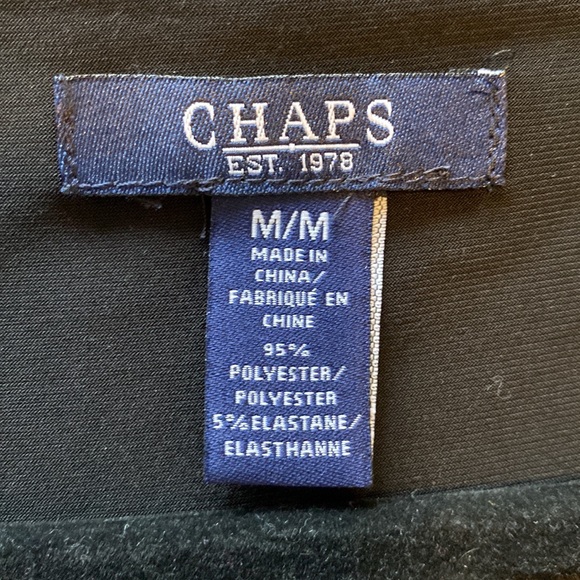 CHAPS
EST. 1978
M/M
MADE IN
CHINA/
FABRIQUÉ EN
CHINE
95%
POLYESTER/
POLYESTER
5%ELASTANE/
ELASTHANNE